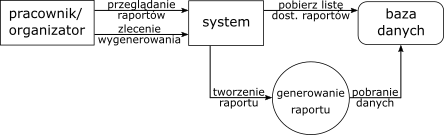 pracownik/
organizator
przeglądanie
raportów
zlecenie
wygenerowania
system
pobierz listę
dost. raportów
baza
danych
tworzenie
raportu
generowanie
raportu
pobranie
danych